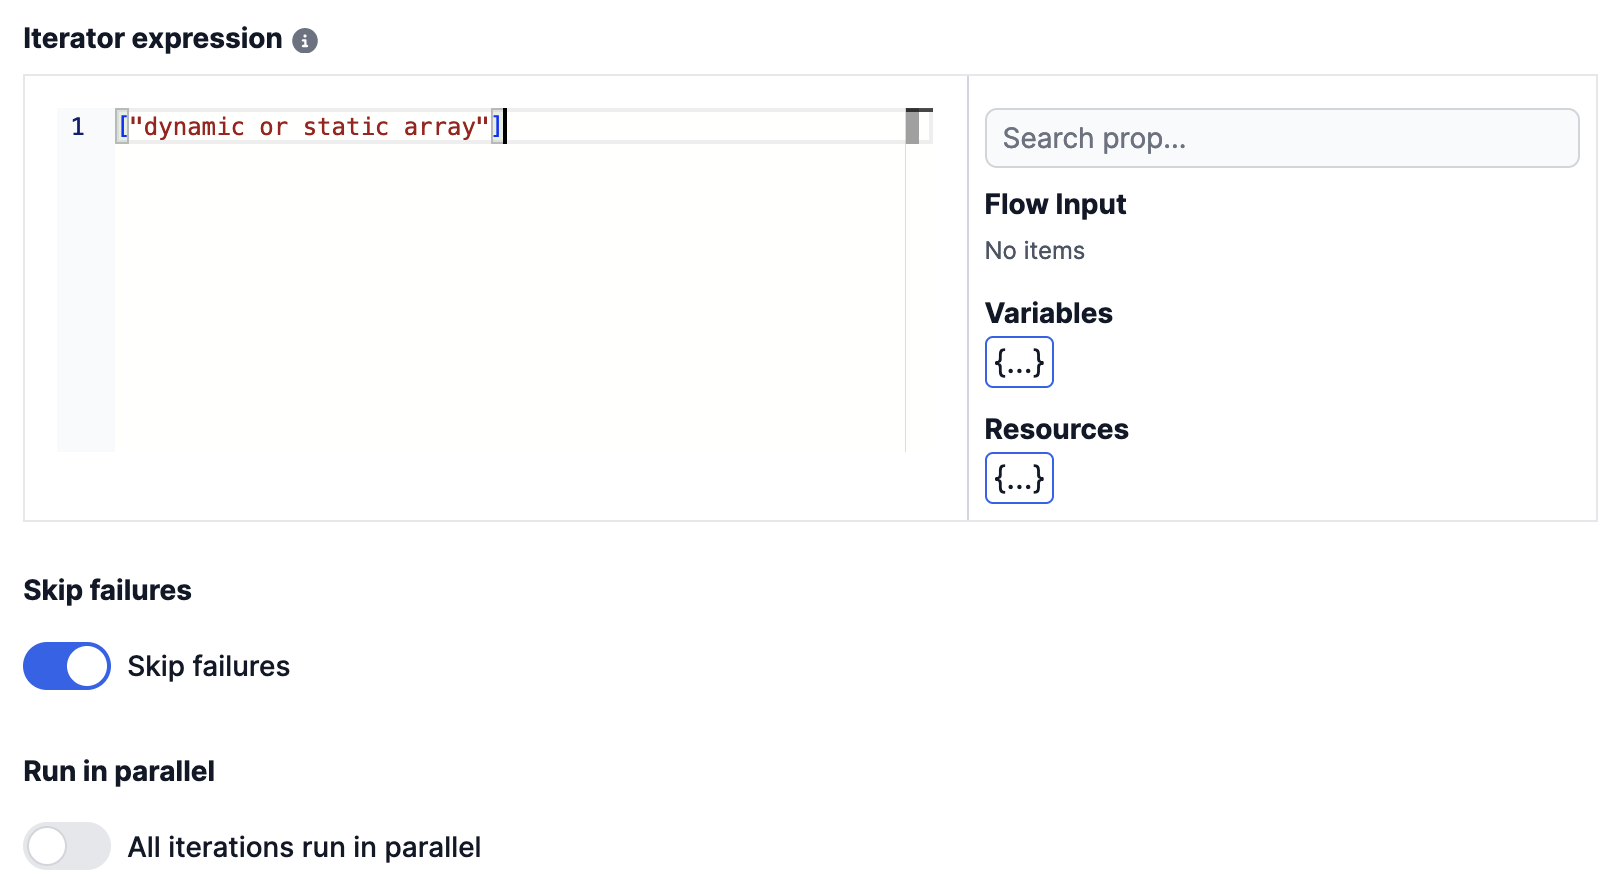 Iterator expression
1 ["dynamic or static array"]
Search prop...
Flow Input
No items
Variables
{...}
Resources
{...}
Skip failures
Skip failures
Run in parallel
All iterations run in parallel